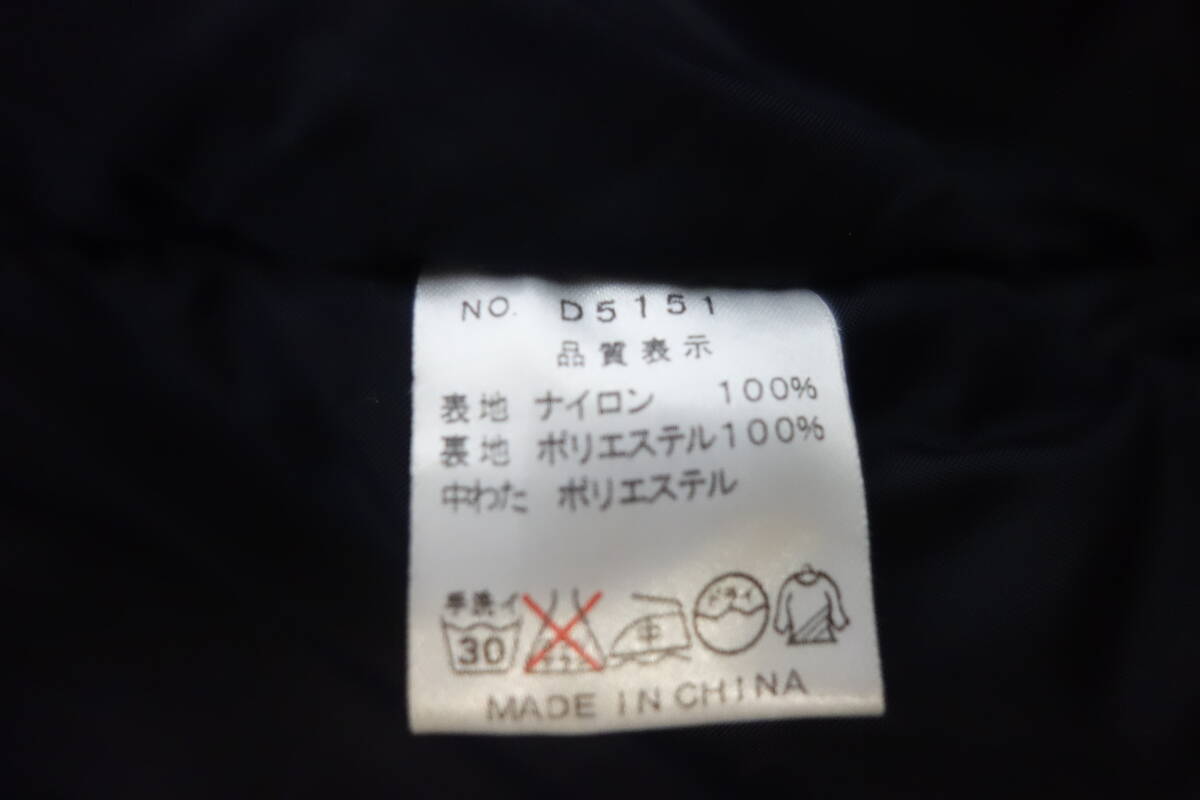 NO. D5151
品質表示
表地 ナイロン 100%
裏地 ポリエステル100%
中わた ポリエステル
手洗イ
30
中
ドライ
MADE IN CHINA